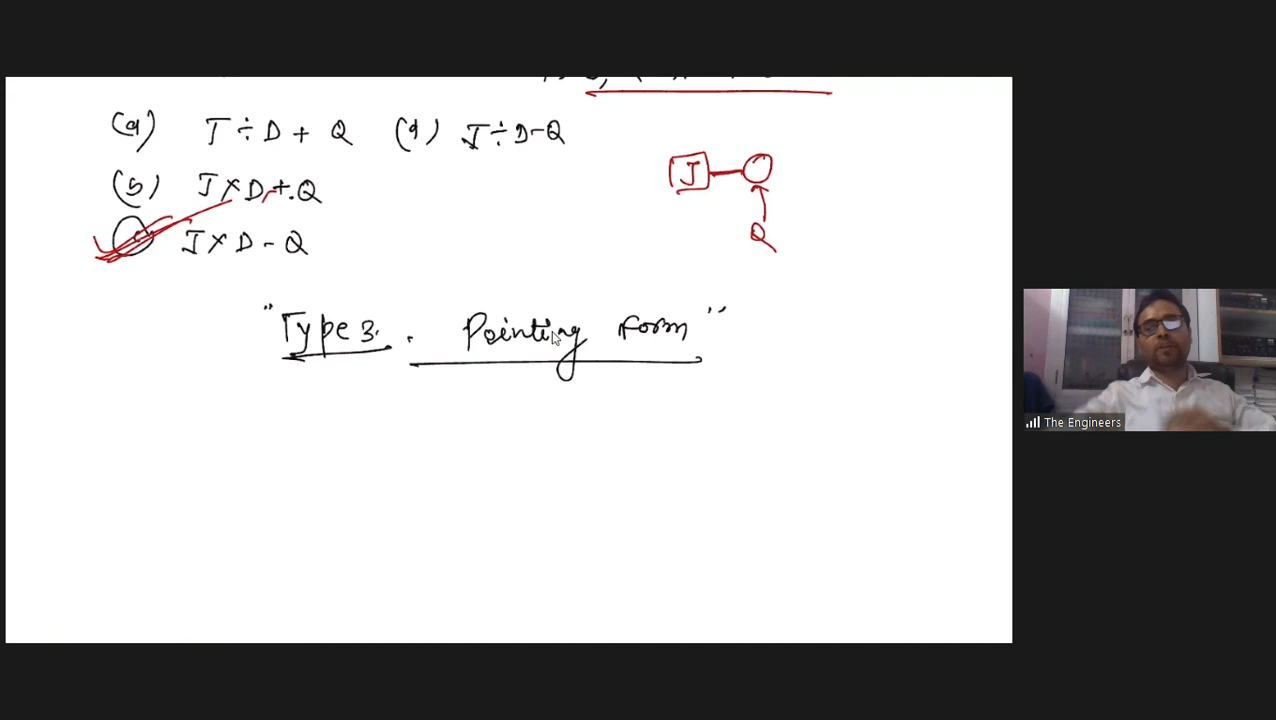 (a) J ÷ D + Q (d) J ÷ D - Q
(b) J × D + Q
J × D - Q
J
Q
"Type 3. Pointing Form"
The Engineers